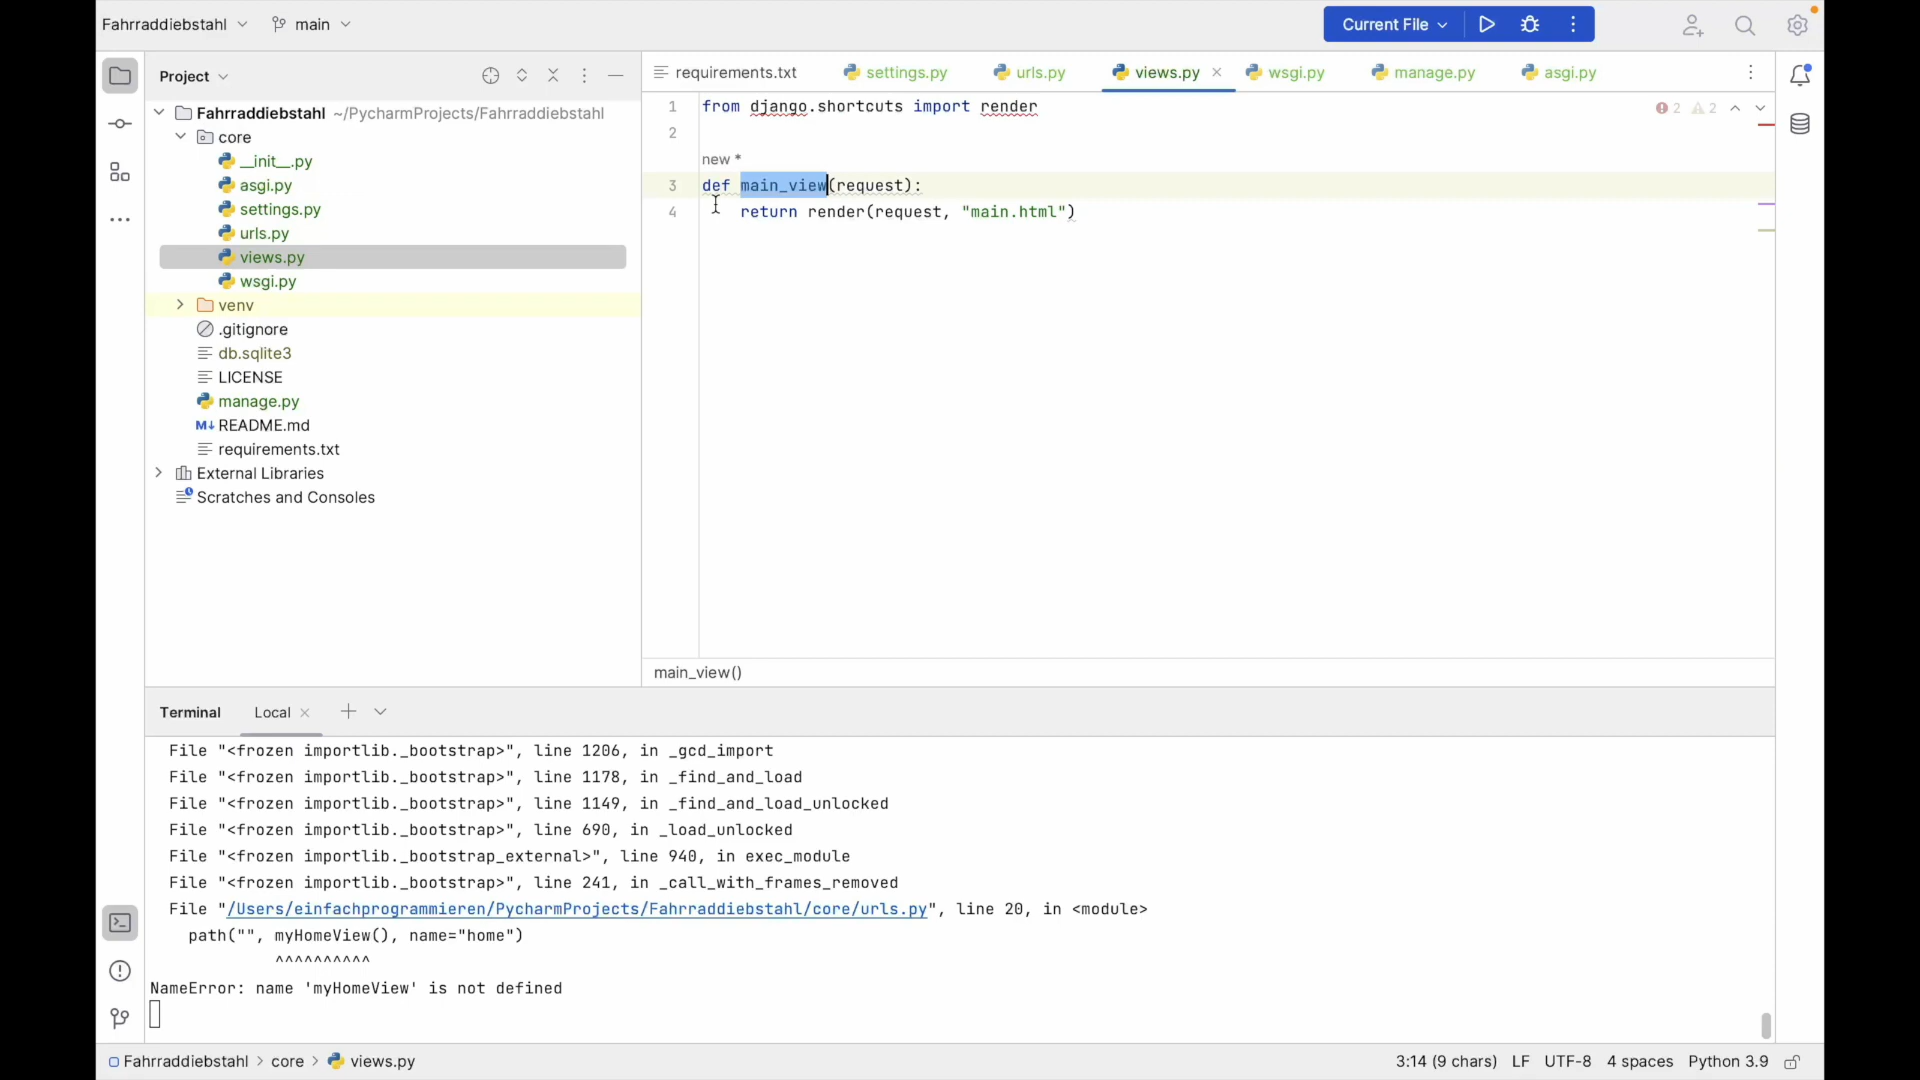 Fahrraddiebstahl main Current File
Project
requirements.txt settings.py urls.py views.py wsgi.py manage.py asgi.py
Fahrraddiebstahl ~/PycharmProjects/Fahrraddiebstahl
core
__init__.py
asgi.py
settings.py
urls.py
views.py
wsgi.py
venv
.gitignore
db.sqlite3
LICENSE
manage.py
M↓ README.md
requirements.txt
External Libraries
Scratches and Consoles
1 from django.shortcuts import render
2 2 2
new *
3 def main_view(request):
4 return render(request, "main.html")
main_view()
Terminal Local
File "<frozen importlib._bootstrap>", line 1206, in _gcd_import
File "<frozen importlib._bootstrap>", line 1178, in _find_and_load
File "<frozen importlib._bootstrap>", line 1149, in _find_and_load_unlocked
File "<frozen importlib._bootstrap>", line 690, in _load_unlocked
File "<frozen importlib._bootstrap_external>", line 940, in exec_module
File "<frozen importlib._bootstrap>", line 241, in _call_with_frames_removed
File "/Users/einfachprogrammieren/PycharmProjects/Fahrraddiebstahl/core/urls.py", line 20, in <module>
path("", myHomeView(), name="home")
^^^^^^^^^^
NameError: name 'myHomeView' is not defined
Fahrraddiebstahl > core > views.py 3:14 (9 chars) LF UTF-8 4 spaces Python 3.9